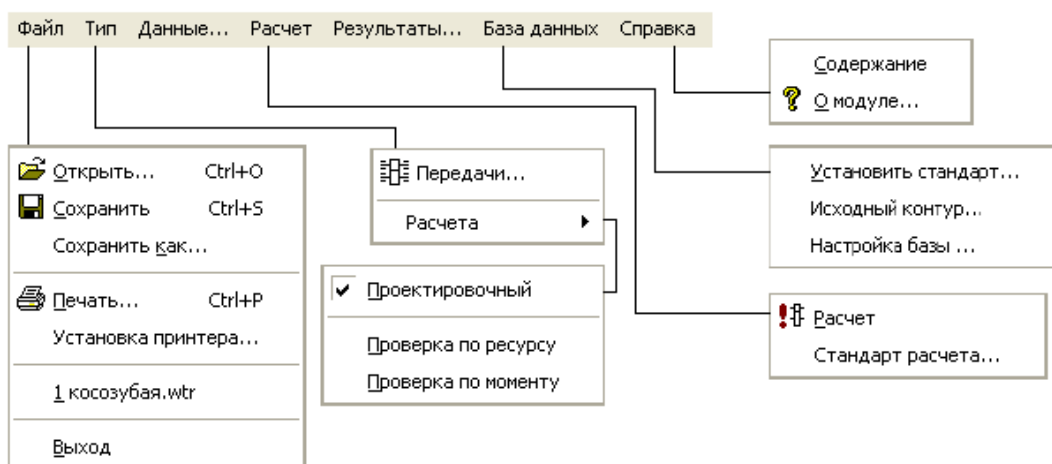 Файл Тип Данные... Расчет Результаты... База данных Справка
Содержание
О модуле...
Открыть... Ctrl+O
Сохранить Ctrl+S
Сохранить как...
Печать... Ctrl+P
Установка принтера...
1 косозубая.wtr
Выход
Передачи...
Расчета
Проектировочный
Проверка по ресурсу
Проверка по моменту
Установить стандарт...
Исходный контур...
Настройка базы ...
Расчет
Стандарт расчета...